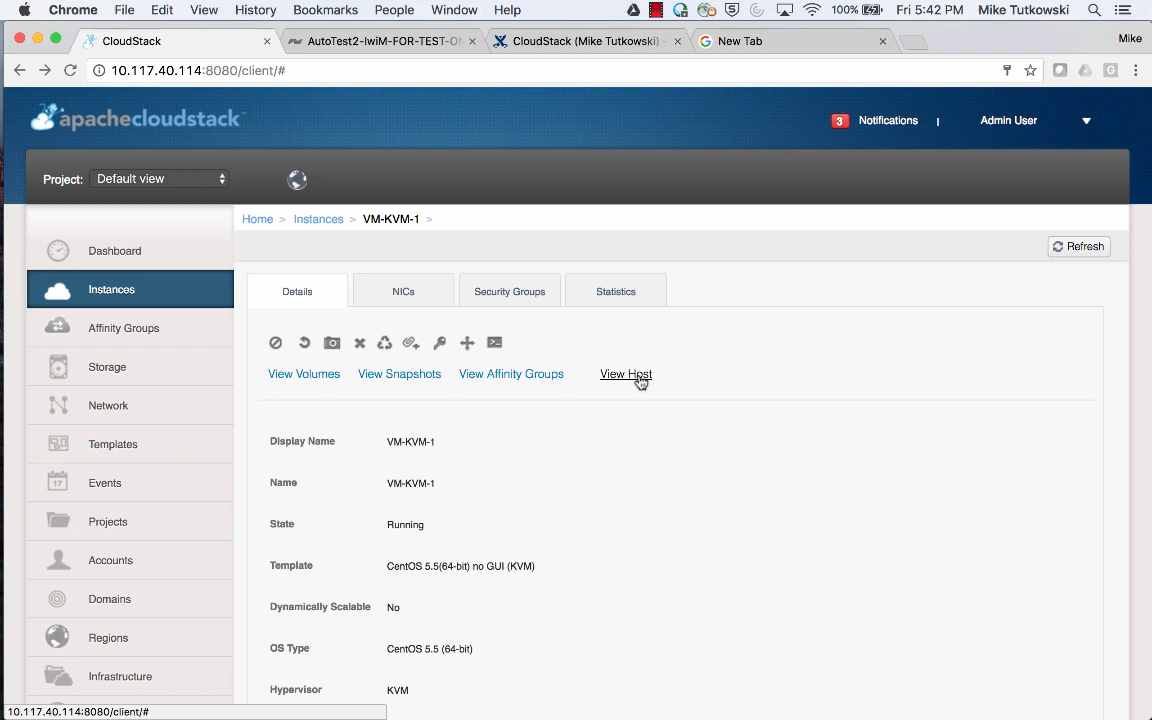 Chrome File Edit View History Bookmarks People Window Help 100% Fri 5:42 PM Mike Tutkowski
CloudStack AutoTest2-IwiM-FOR-TEST-O CloudStack (Mike Tutkowski) - New Tab Mike
10.117.40.114:8080/client/#
apachecloudstack 3 Notifications | Admin User
Project: Default view
Home > Instances > VM-KVM-1 >
Refresh
Dashboard
Instances
Affinity Groups
Storage
Network
Templates
Events
Projects
Accounts
Domains
Regions
Infrastructure
Details NICs Security Groups Statistics
View Volumes View Snapshots View Affinity Groups View Host
Display Name VM-KVM-1
Name VM-KVM-1
State Running
Template CentOS 5.5(64-bit) no GUI (KVM)
Dynamically Scalable No
OS Type CentOS 5.5 (64-bit)
Hypervisor KVM
10.117.40.114:8080/client/#